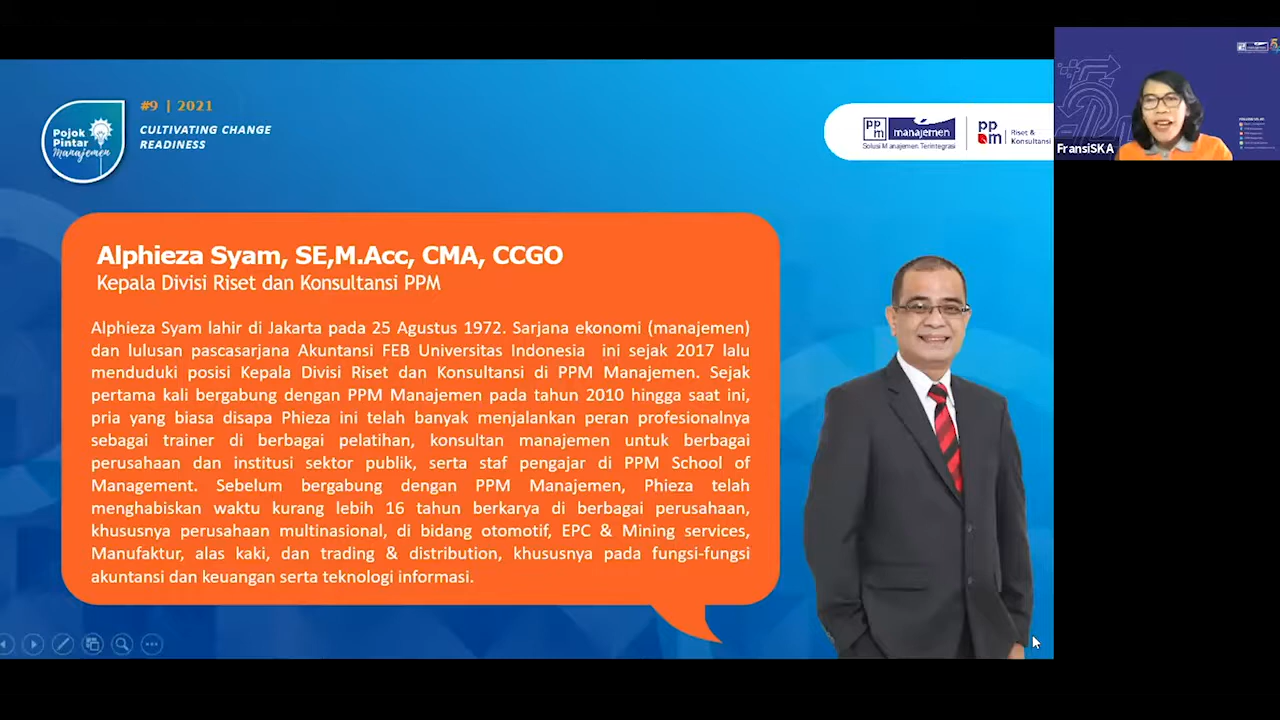 #9 | 2021
CULTIVATING CHANGE
READINESS
Pojok
Pintar
Manajemen
ppm manajemen
Solusi Manajemen Terintegrasi
ppm Riset &
Konsultansi
FransiSKA
Alphieza Syam, SE,M.Acc, CMA, CCGO
Kepala Divisi Riset dan Konsultansi PPM
Alphieza Syam lahir di Jakarta pada 25 Agustus 1972. Sarjana ekonomi (manajemen)
dan lulusan pascasarjana Akuntansi FEB Universitas Indonesia ini sejak 2017 lalu
menduduki posisi Kepala Divisi Riset dan Konsultansi di PPM Manajemen. Sejak
pertama kali bergabung dengan PPM Manajemen pada tahun 2010 hingga saat ini,
pria yang biasa disapa Phieza ini telah banyak menjalankan peran profesionalnya
sebagai trainer di berbagai pelatihan, konsultan manajemen untuk berbagai
perusahaan dan institusi sektor publik, serta staf pengajar di PPM School of
Management. Sebelum bergabung dengan PPM Manajemen, Phieza telah
menghabiskan waktu kurang lebih 16 tahun berkarya di berbagai perusahaan,
khususnya perusahaan multinasional, di bidang otomotif, EPC & Mining services,
Manufaktur, alas kaki, dan trading & distribution, khususnya pada fungsi-fungsi
akuntansi dan keuangan serta teknologi informasi.